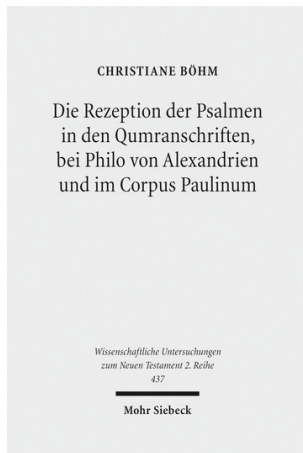 CHRISTIANE BÖHM
Die Rezeption der Psalmen
in den Qumranschriften,
bei Philo von Alexandrien
und im Corpus Paulinum
Wissenschaftliche Untersuchungen
zum Neuen Testament 2. Reihe
437
Mohr Siebeck